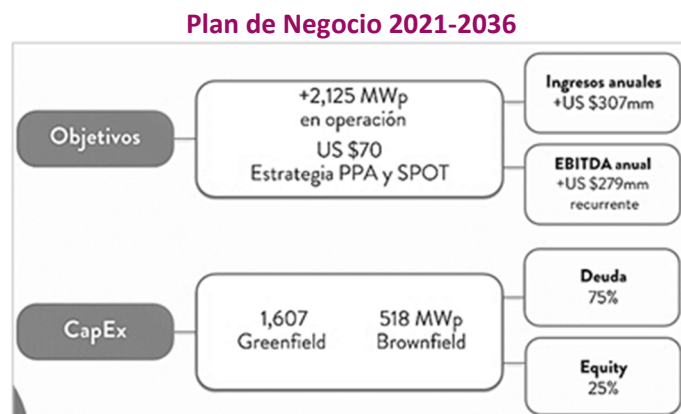 Plan de Negocio 2021-2036
Objetivos
+2,125 MWp
en operación
US $70
Estrategia PPA y SPOT
Ingresos anuales
+US $307mm
EBITDA anual
+US $279mm
recurrente
CapEx
1,607
Greenfield
518 MWp
Brownfield
Deuda
75%
Equity
25%